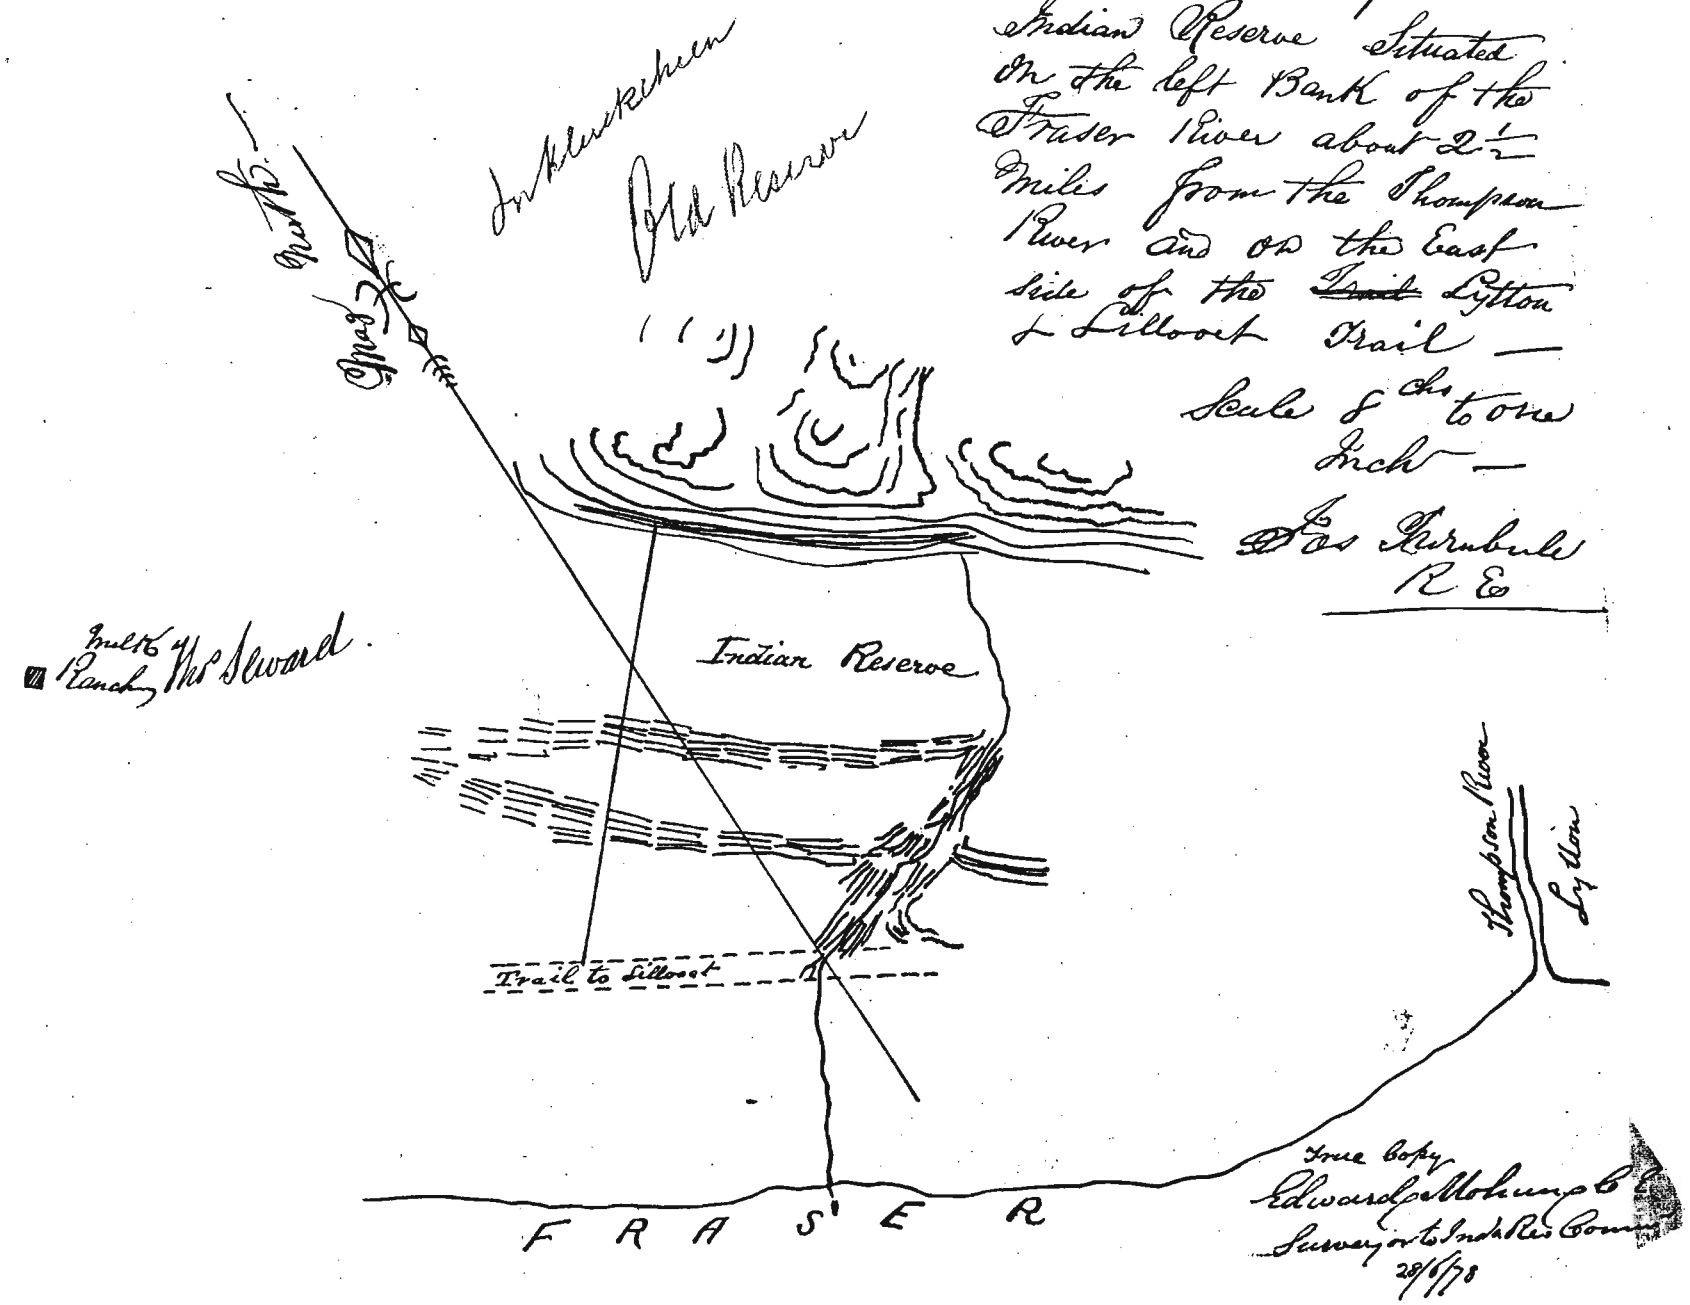 Indian Reserve Situated
On the left Bank of the
Fraser River about 2½
Miles from the Thompson
River and on the East
side of the Trail Lytton
& Lillooet Trail —
Scale 8 chs to one
Inch —
Jas Turnbull
R E
Inkluckcheen
Old Reserve
North.
Mag
Milk
Ranch Thos Seward.
Indian Reserve
Trail to Lillooet
Thompson River
Lytton
FRASER
True Copy
Edward Mohun C E
Surveyor to Ind Res Comm
28/6/78